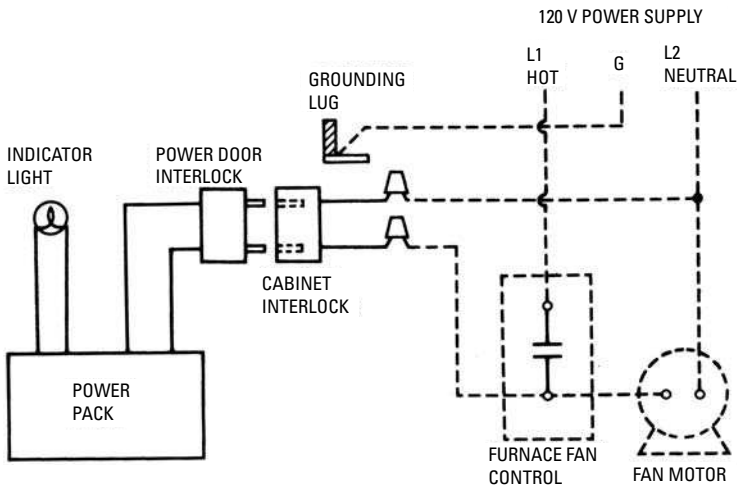 120 V POWER SUPPLY
L1
HOT
G
L2
NEUTRAL
GROUNDING
LUG
INDICATOR
LIGHT
POWER DOOR
INTERLOCK
CABINET
INTERLOCK
POWER
PACK
FURNACE FAN
CONTROL
FAN MOTOR